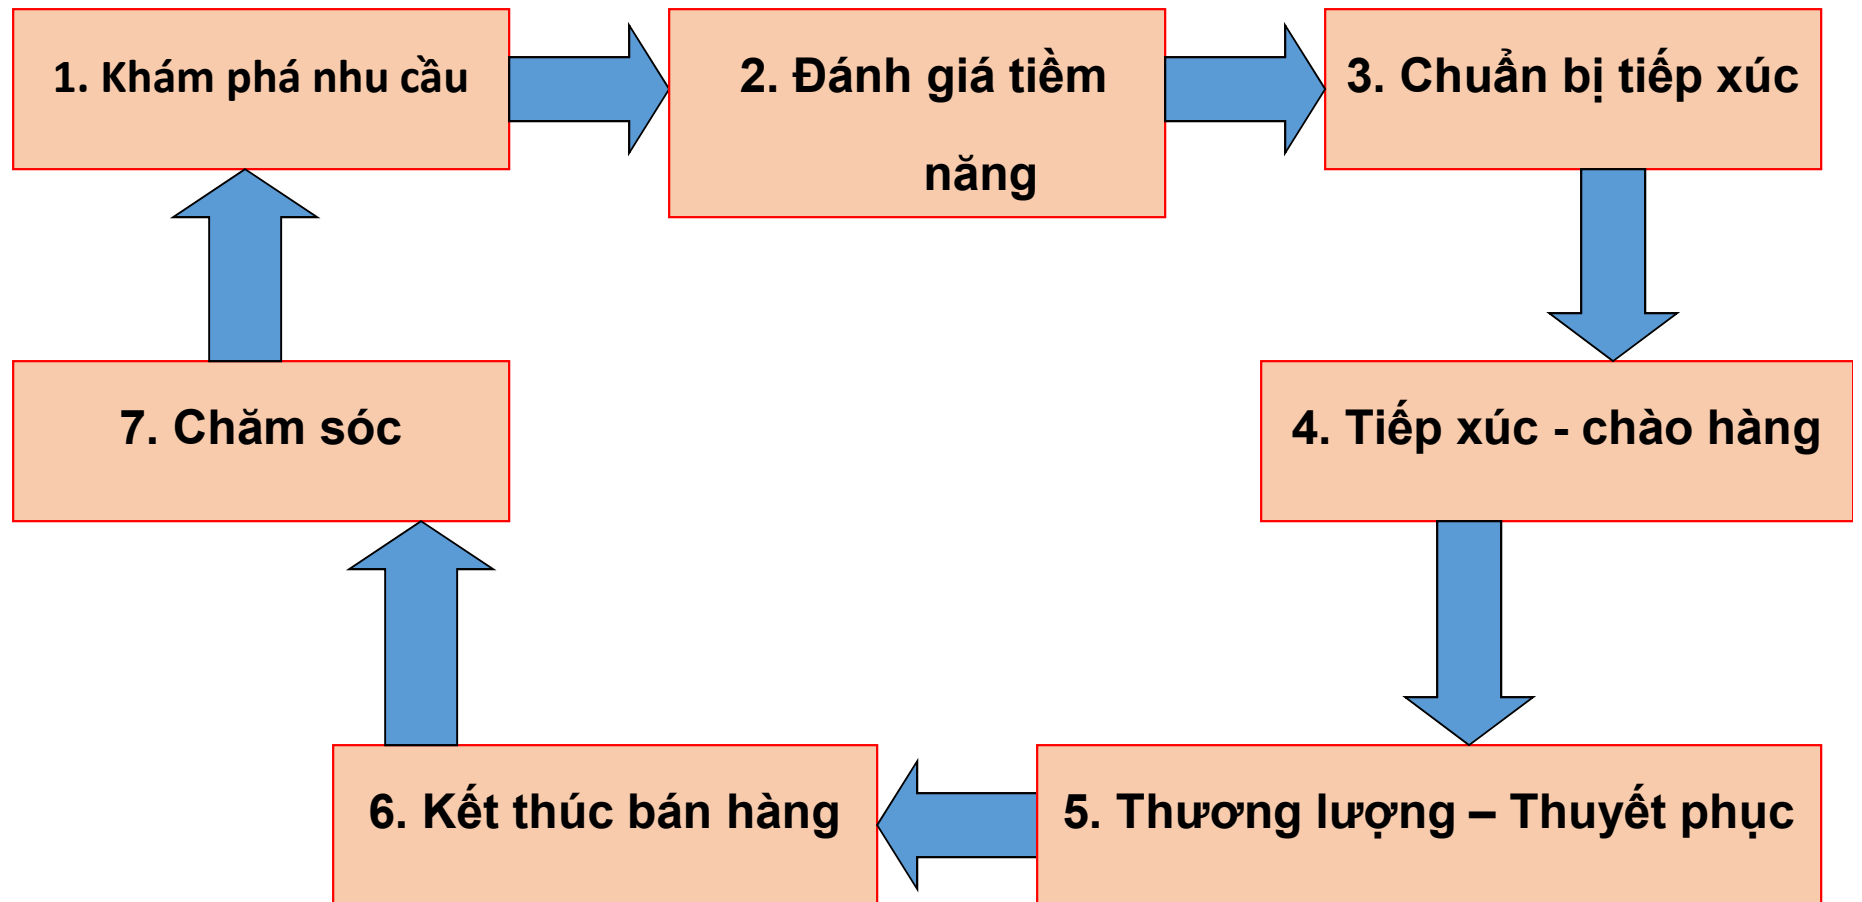 1. Khám phá nhu cầu
2. Đánh giá tiềm
năng
3. Chuẩn bị tiếp xúc
4. Tiếp xúc - chào hàng
5. Thương lượng – Thuyết phục
6. Kết thúc bán hàng
7. Chăm sóc